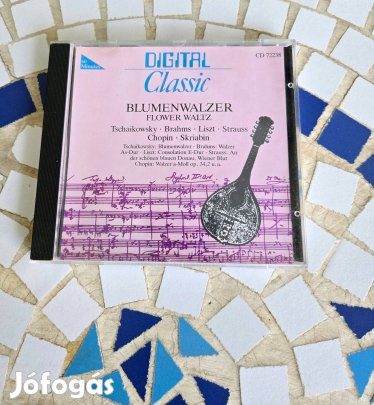 DIGITAL
CD 72238
Classic
BLUMENWALZER
FLOWER WALTZ
Tschaikowsky · Brahms · Liszt · Strauss
Chopin · Skriabin
Tschaikowsky: Blumenwalzer · Brahms: Walzer
As-Dur · Liszt: Consolation E-Dur · Strauss: An
der schönen blauen Donau, Wiener Blut
Chopin: Walzer a-Moll op. 34,2 u.a.
Jófogás